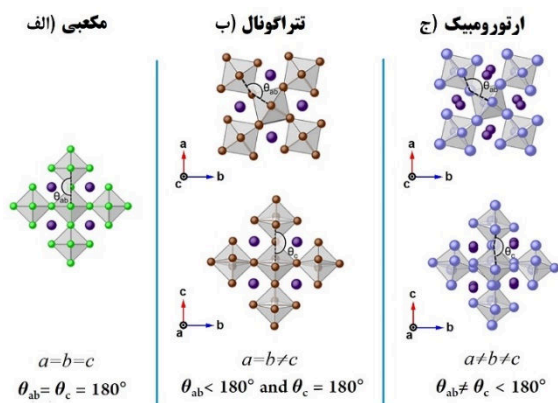 الف) مکعبی
ب) تتراگونال
ج) ارتورومبیک
θab
θab
θab
a
c
b
a
c
b
θc
θc
c
a
b
c
a
b
a=b=c
θab= θc = 180°
a=b≠c
θab< 180° and θc = 180°
a≠b≠c
θab≠ θc < 180°